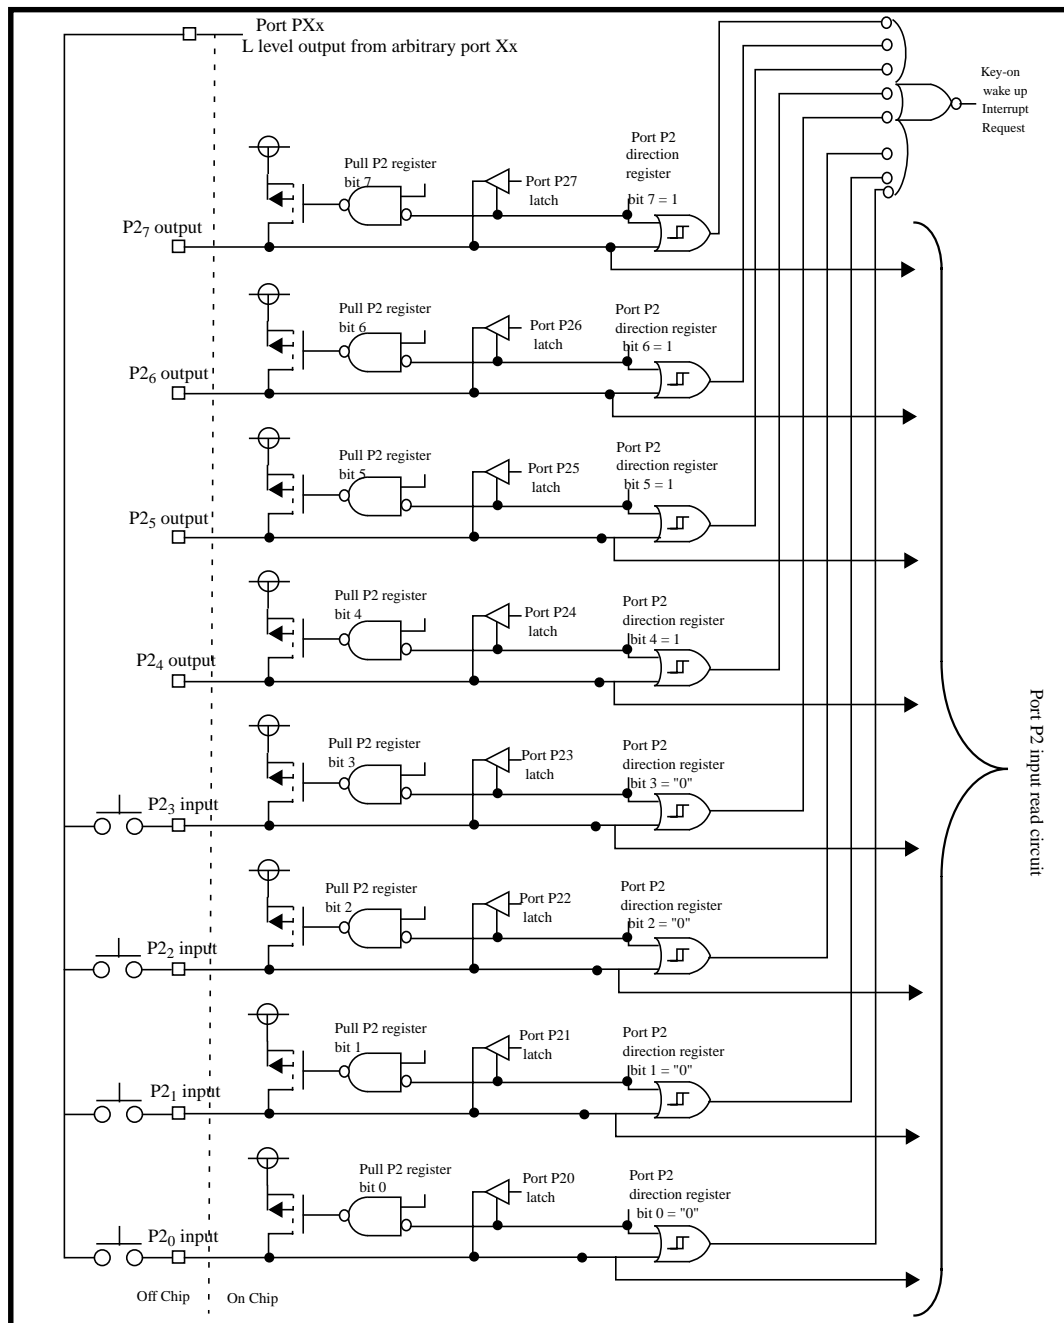 Port PXx
L level output from arbitrary port Xx
Key-on
wake up
Interrupt
Request
Pull P2 register
bit 7
Port P27
latch
Port P2
direction
register
bit 7 = 1
P27 output
Pull P2 register
bit 6
Port P26
latch
Port P2
direction register
bit 6 = 1
P26 output
Pull P2 register
bit 5
Port P25
latch
Port P2
direction register
bit 5 = 1
P25 output
Pull P2 register
bit 4
Port P24
latch
Port P2
direction register
bit 4 = 1
P24 output
Pull P2 register
bit 3
Port P23
latch
Port P2
direction register
bit 3 = "0"
P23 input
Pull P2 register
bit 2
Port P22
latch
Port P2
direction register
bit 2 = "0"
P22 input
Pull P2 register
bit 1
Port P21
latch
Port P2
direction register
bit 1 = "0"
P21 input
Pull P2 register
bit 0
Port P20
latch
Port P2
direction register
bit 0 = "0"
P20 input
Port P2 input read circuit
Off Chip
On Chip